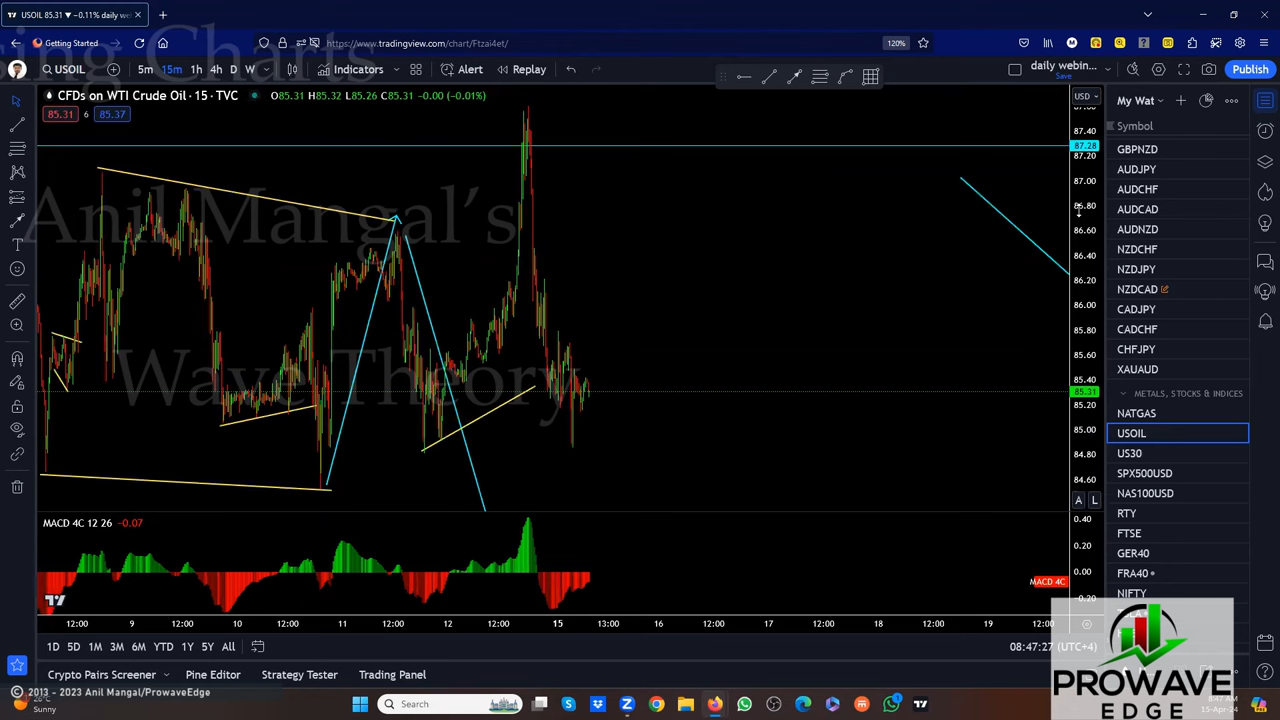 USOIL 85.31 ▼ −0.11% daily web
Getting Started
https://www.tradingview.com/chart/Ftzai4et/
120%
USOIL
5m 15m 1h 4h D W
Indicators
Alert
Replay
daily webin...
Save
Publish
CFDs on WTI Crude Oil · 15 · TVC
O85.31 H85.32 L85.26 C85.31 −0.00 (−0.01%)
85.31 6 85.37
USD
My Wat
Symbol
GBPNZD
AUDJPY
AUDCHF
AUDCAD
AUDNZD
NZDCHF
NZDJPY
NZDCAD
CADJPY
CADCHF
CHFJPY
XAUAUD
METALS, STOCKS & INDICES
NATGAS
USOIL
US30
SPX500USD
NAS100USD
RTY
FTSE
GER40
FRA40
NIFTY
87.40
87.28
87.20
87.00
86.80
86.60
86.40
86.20
86.00
85.80
85.60
85.40
85.31
85.20
85.00
84.80
84.60
A L
Charts
Anil Mangal's
Wave Theory
MACD 4C 12 26 −0.07
0.40
0.20
0.00
MACD 4C
−0.20
12:00 9 12:00 10 12:00 11 12:00 12 12:00 15 13:00 16 12:00 17 12:00 18 12:00 19 12:00
1D 5D 1M 3M 6M YTD 1Y 5Y All
08:47:27 (UTC+4)
Crypto Pairs Screener Pine Editor Strategy Tester Trading Panel
© 2013 - 2023 Anil Mangal/ProwaveEdge
Sunny
Search
15-Apr-24
PROWAVE
EDGE